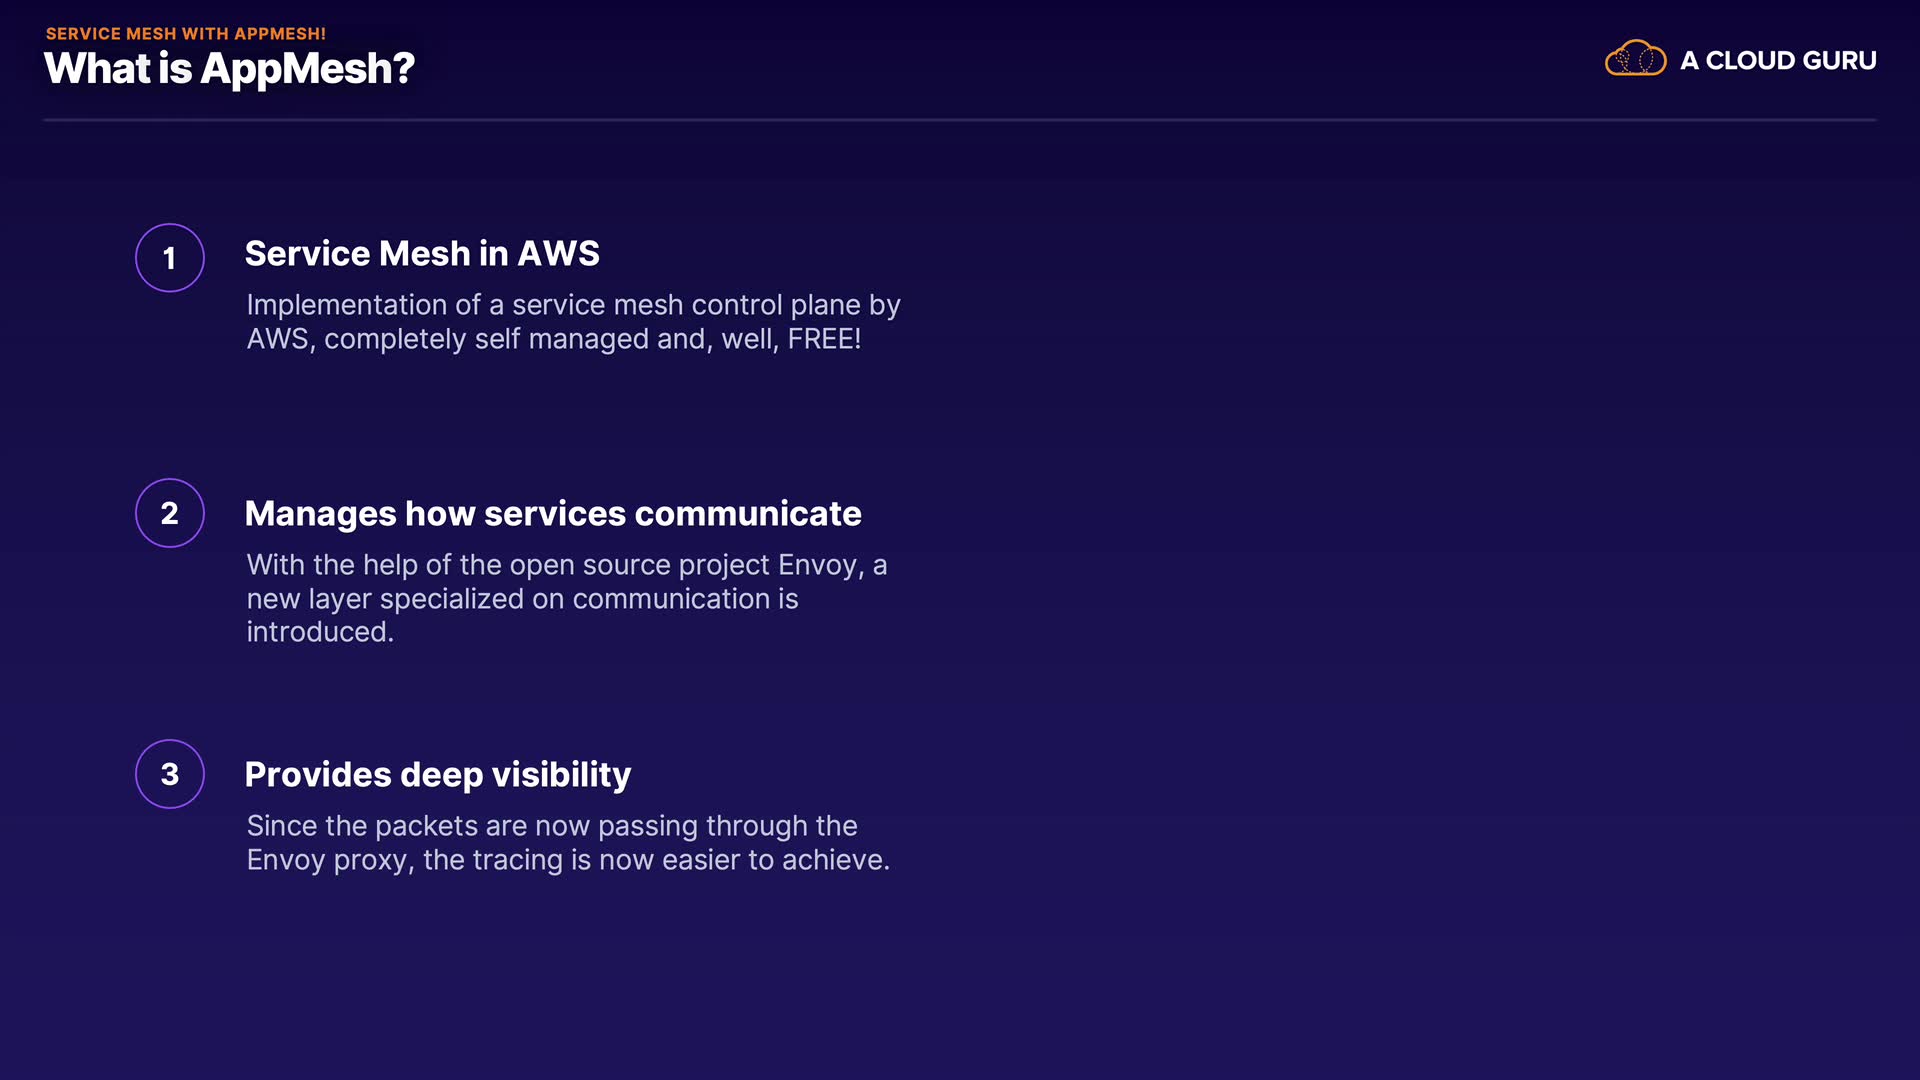 SERVICE MESH WITH APPMESH!
What is AppMesh?
A CLOUD GURU
1
Service Mesh in AWS
Implementation of a service mesh control plane by
AWS, completely self managed and, well, FREE!
2
Manages how services communicate
With the help of the open source project Envoy, a
new layer specialized on communication is
introduced.
3
Provides deep visibility
Since the packets are now passing through the
Envoy proxy, the tracing is now easier to achieve.